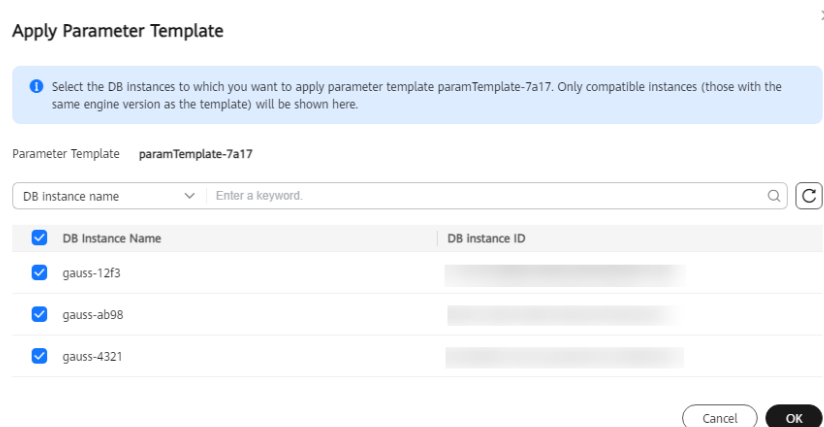 Apply Parameter Template
Select the DB instances to which you want to apply parameter template paramTemplate-7a17. Only compatible instances (those with the
same engine version as the template) will be shown here.
Parameter Template paramTemplate-7a17
DB instance name Enter a keyword.
DB Instance Name DB instance ID
gauss-12f3
gauss-ab98
gauss-4321
Cancel OK